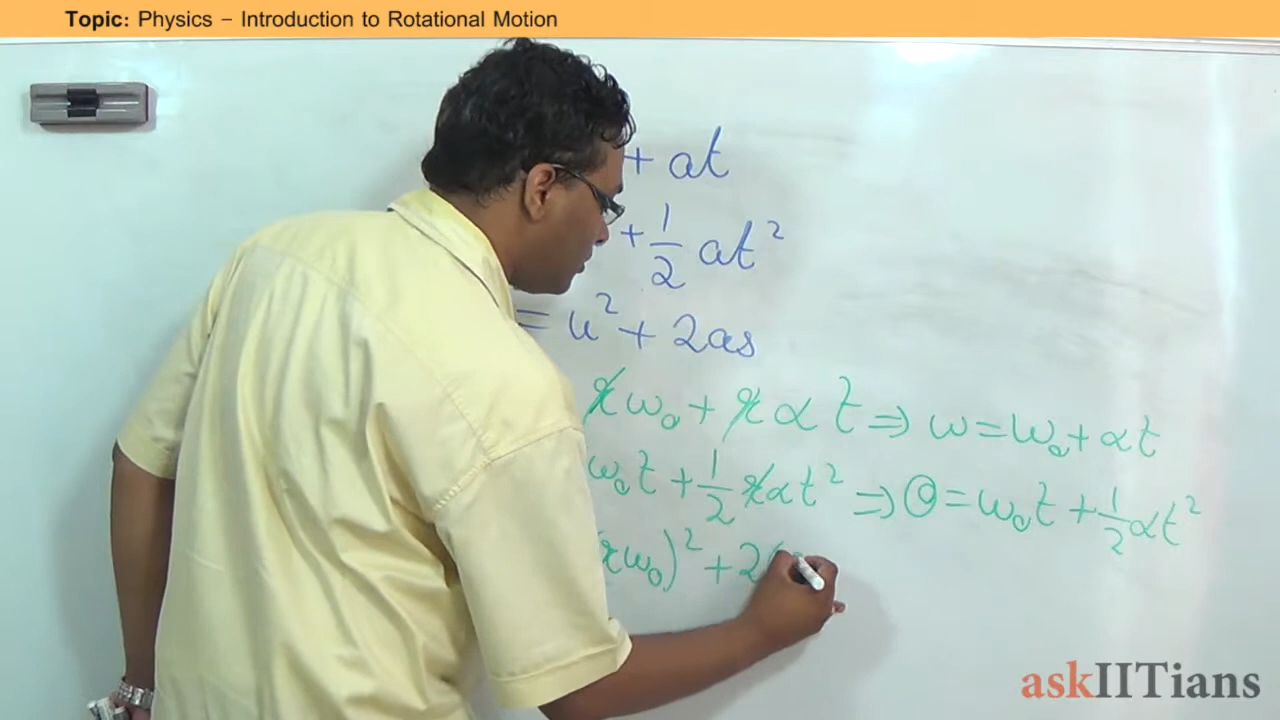 Topic: Physics – Introduction to Rotational Motion
+ at
+ 1/2 at²
= u² + 2as
rω₀ + rαt ⇒ ω = ω₀ + αt
ω₀t + 1/2 rαt² ⇒ θ = ω₀t + 1/2 αt²
rω₀)² + 2(
askIITians